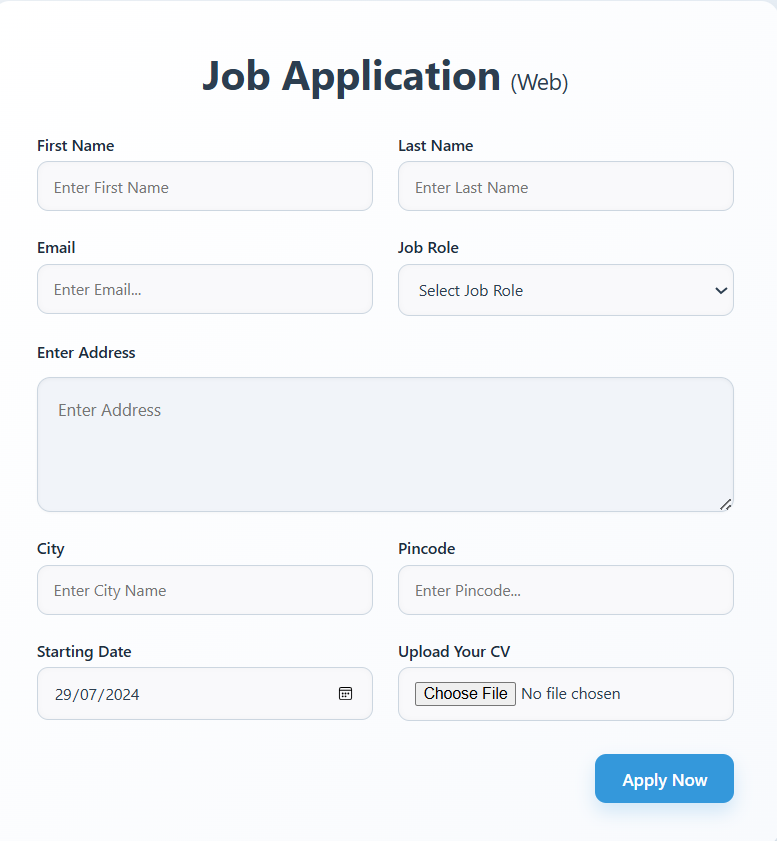 Job Application (Web)
First Name Last Name
Enter First Name Enter Last Name
Email Job Role
Enter Email... Select Job Role
Enter Address
Enter Address
City Pincode
Enter City Name Enter Pincode...
Starting Date Upload Your CV
29/07/2024 Choose File No file chosen
Apply Now